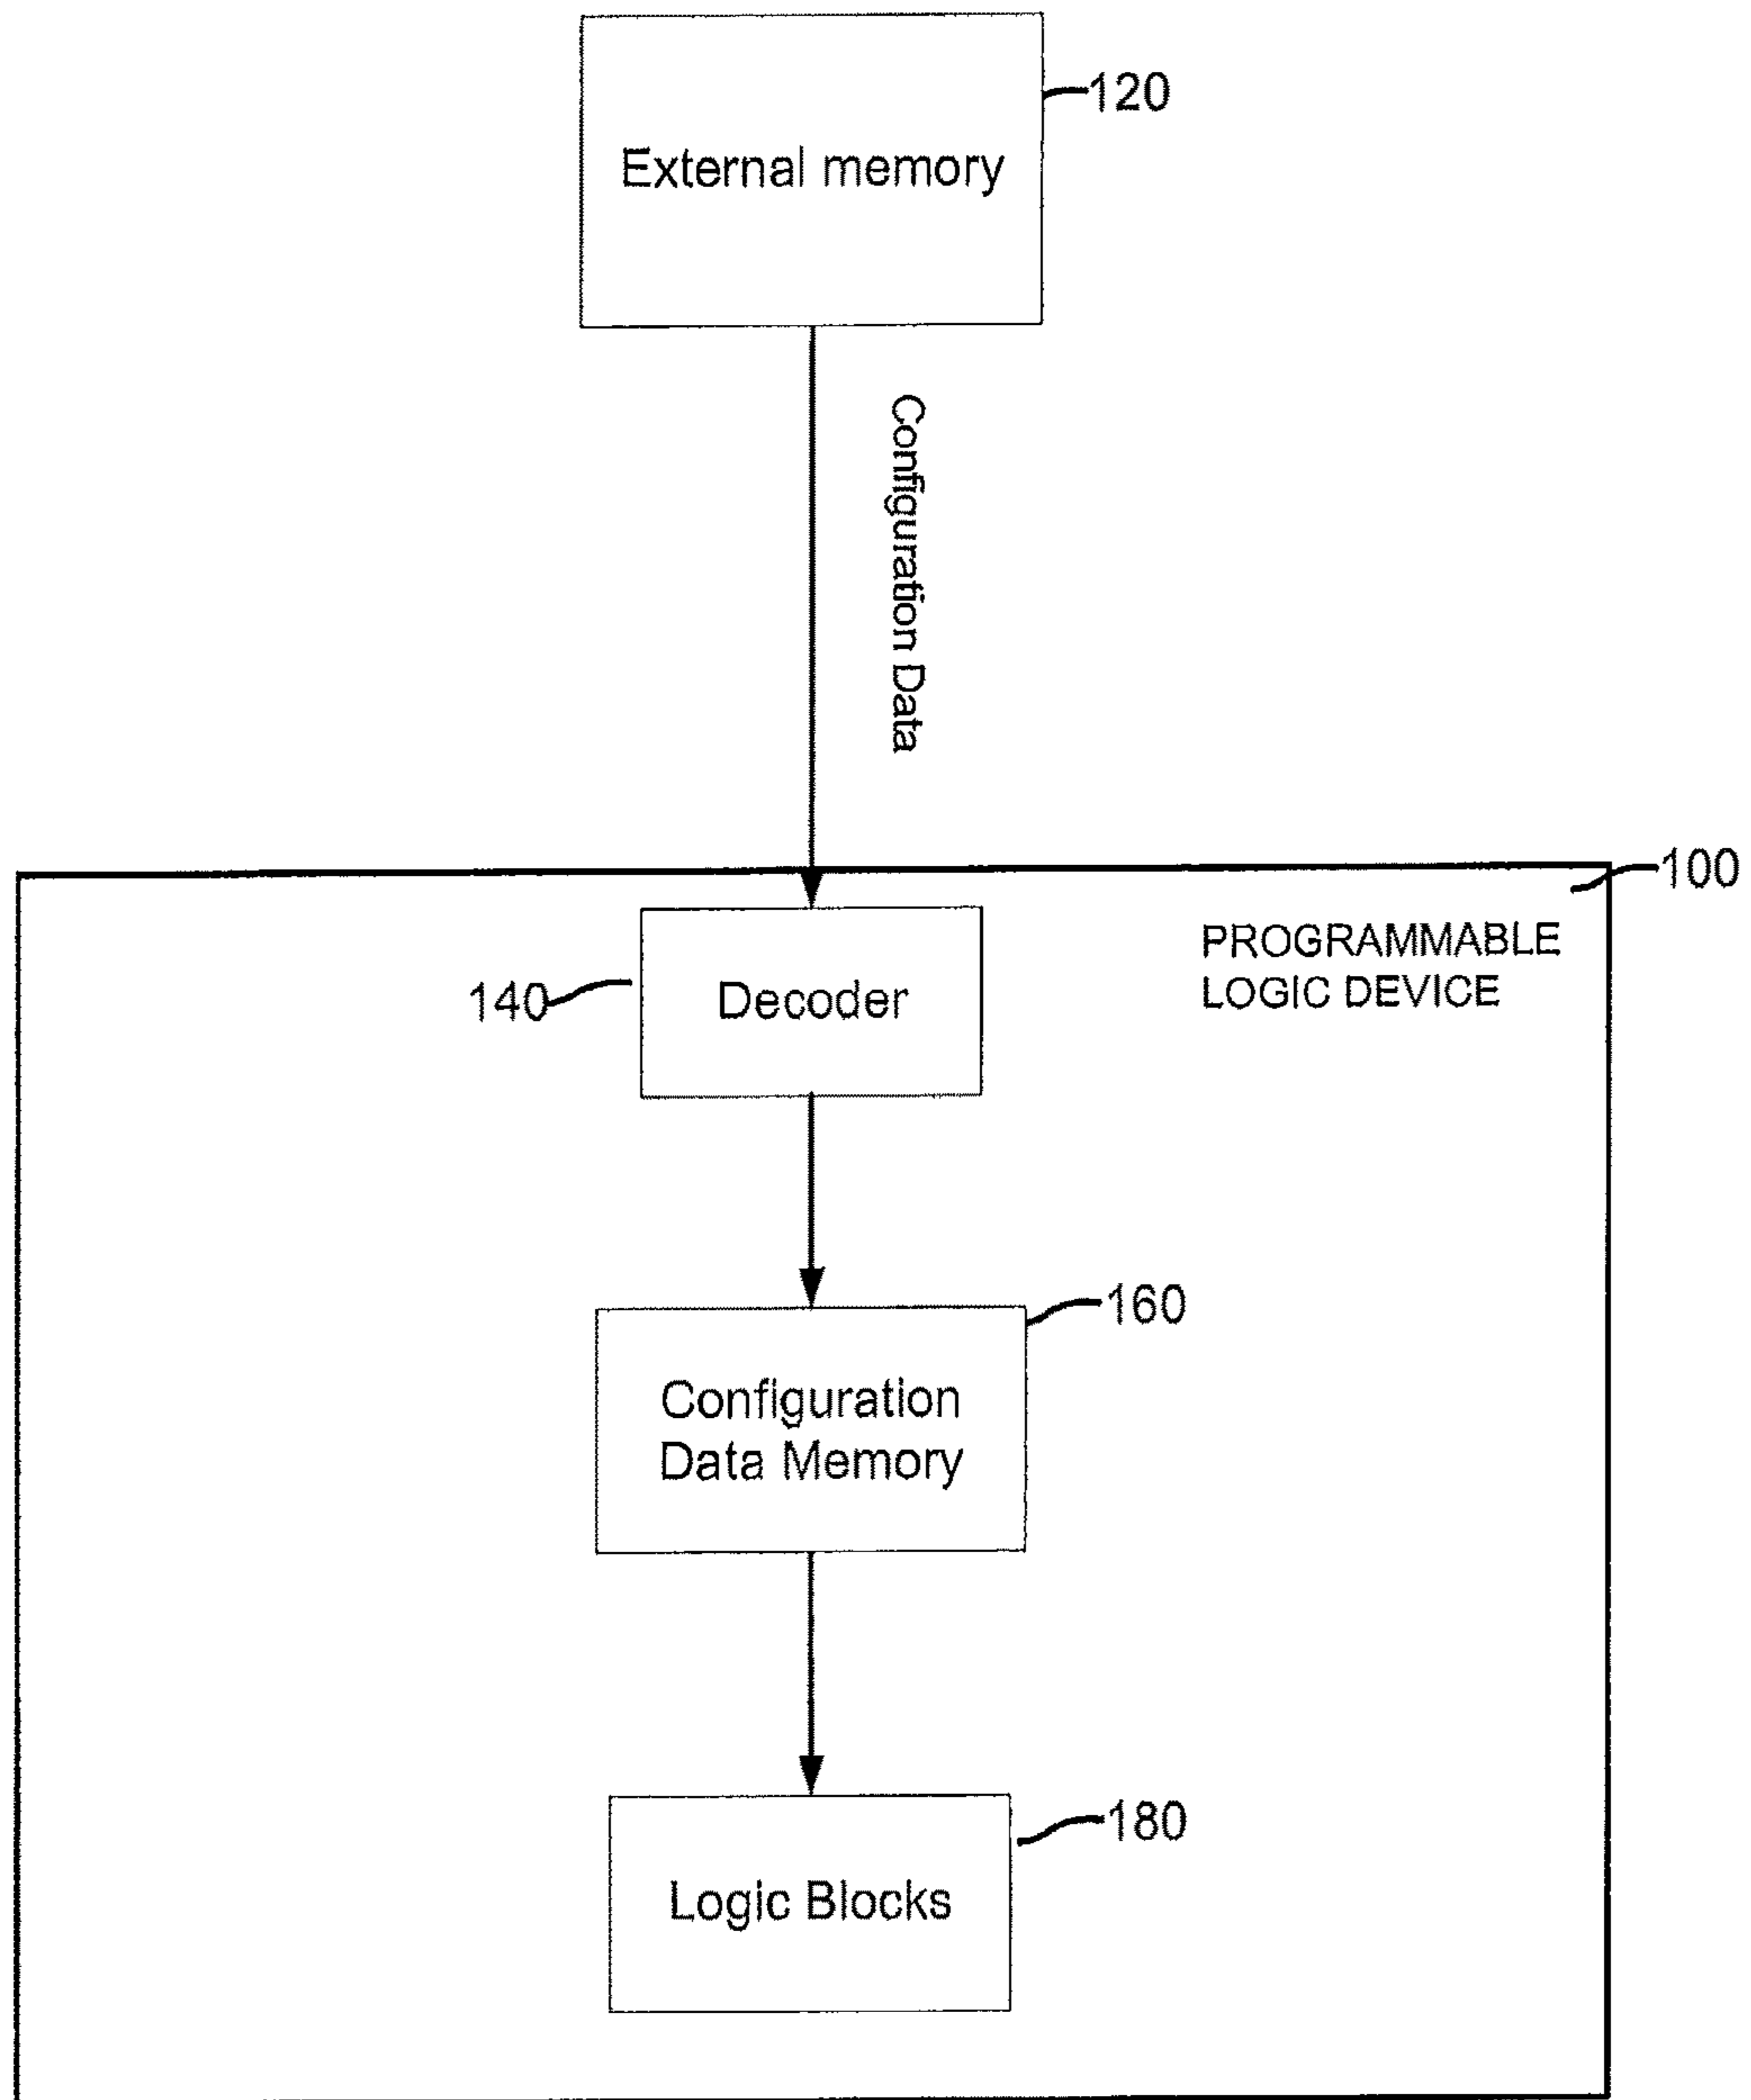 External memory
120
Configuration Data
100
PROGRAMMABLE
LOGIC DEVICE
140
Decoder
160
Configuration
Data Memory
180
Logic Blocks